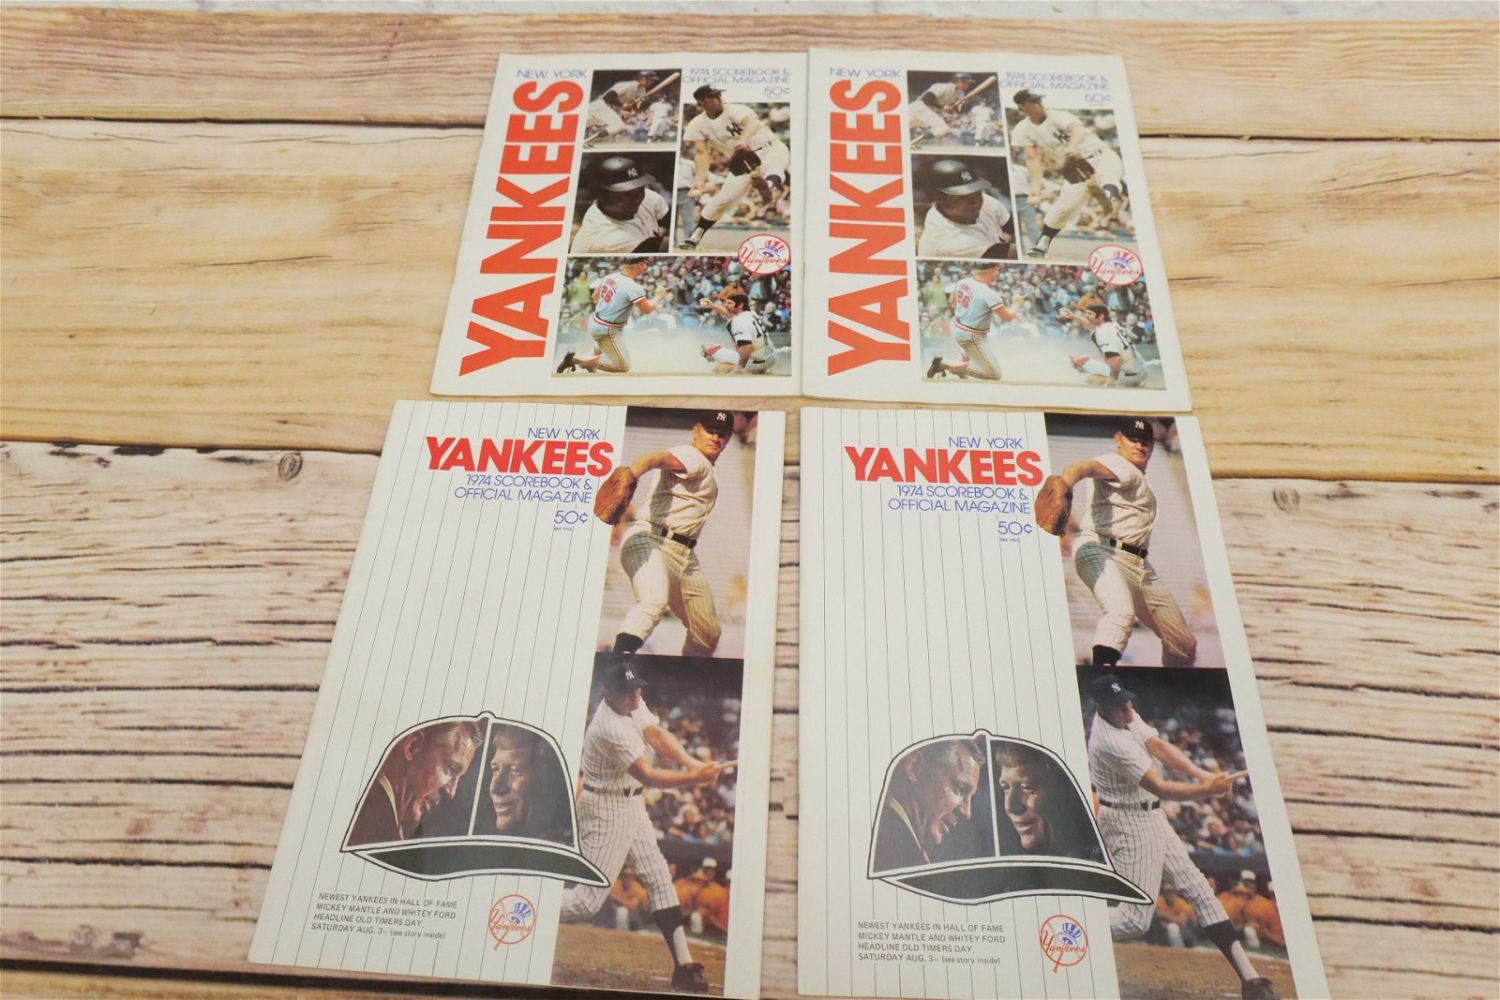 NEW YORK
YANKEES
1974 SCOREBOOK &
OFFICIAL MAGAZINE
50¢
26
Yankees
NEW YORK
YANKEES
1974 SCOREBOOK &
OFFICIAL MAGAZINE
50¢
26
Yankees
NEW YORK
YANKEES
1974 SCOREBOOK &
OFFICIAL MAGAZINE
50¢
NEWEST YANKEES IN HALL OF FAME
MICKEY MANTLE AND WHITEY FORD
HEADLINE OLD TIMERS DAY,
SATURDAY AUG. 3— (see story inside)
Yankees
NEW YORK
YANKEES
1974 SCOREBOOK &
OFFICIAL MAGAZINE
50¢
NEWEST YANKEES IN HALL OF FAME
MICKEY MANTLE AND WHITEY FORD
HEADLINE OLD TIMERS DAY,
SATURDAY AUG. 3— (see story inside)
Yankees